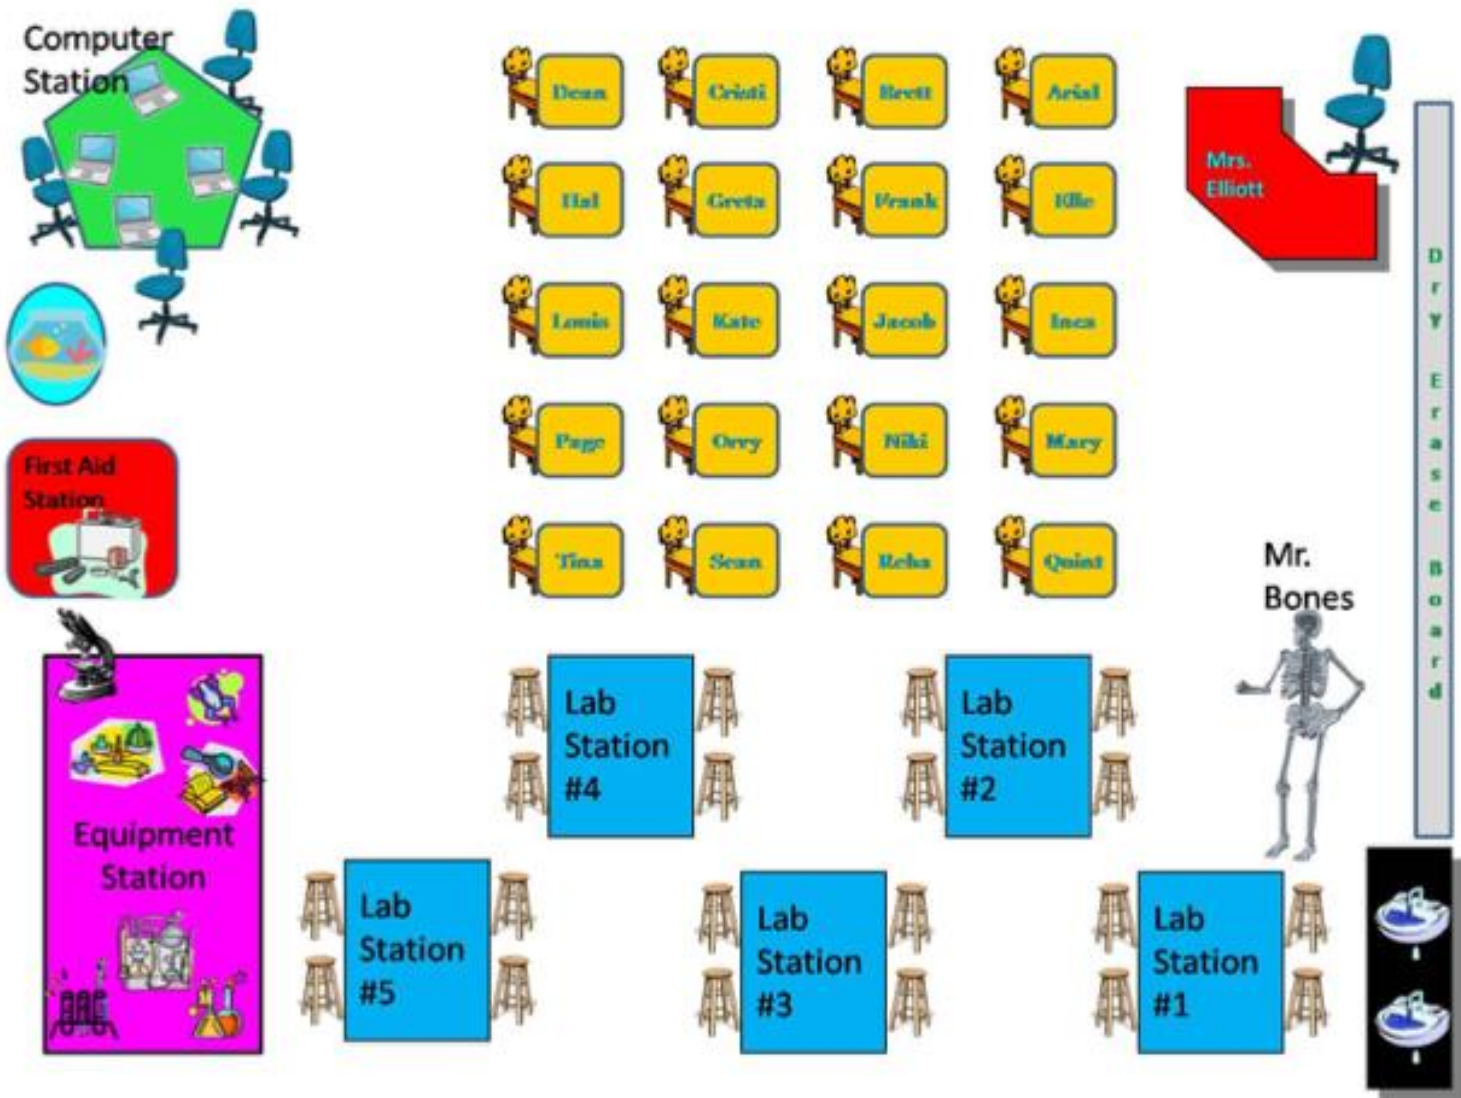 Computer
Station
Dean
Cristi
Brett
Arial
Mrs.
Elliott
Hal
Greta
Frank
Elle
Louis
Kate
Jacob
Inea
Dry Erase Board
First Aid
Station
Page
Orry
Niki
Mary
Tina
Sean
Reba
Quint
Mr.
Bones
Lab
Station
#4
Lab
Station
#2
Equipment
Station
Lab
Station
#5
Lab
Station
#3
Lab
Station
#1